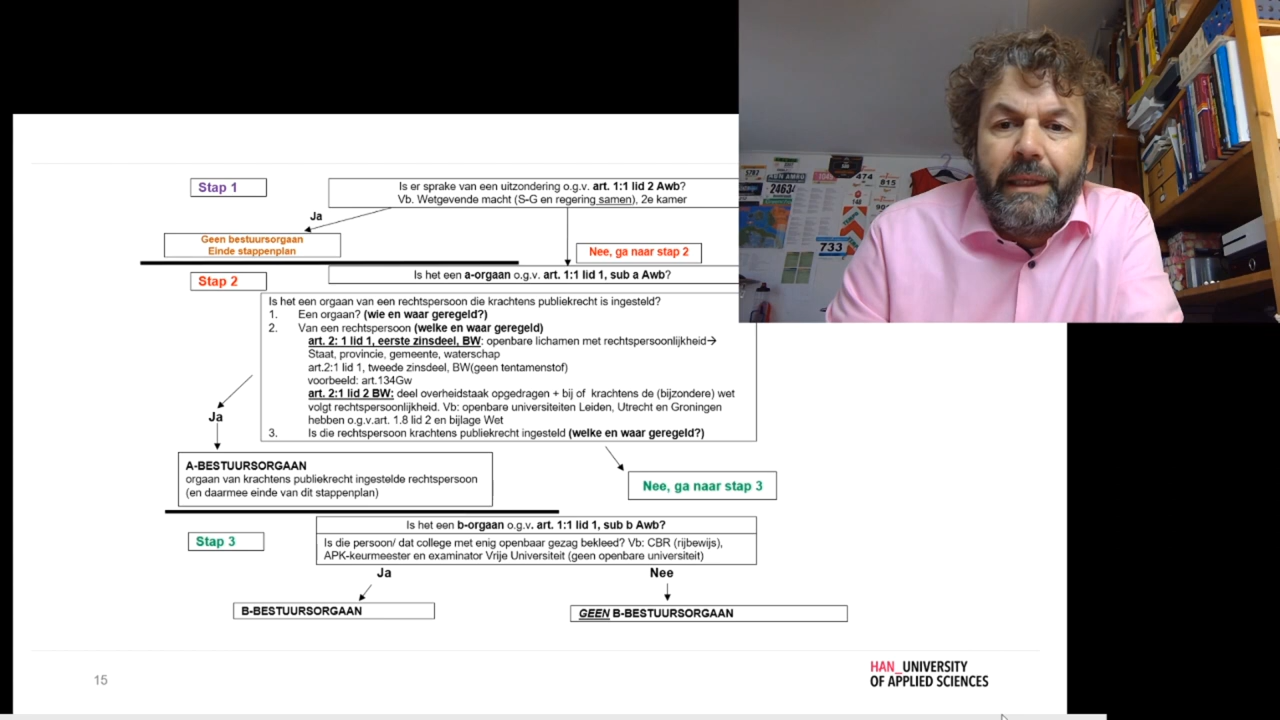 Stap 1
Is er sprake van een uitzondering o.g.v. art. 1:1 lid 2 Awb?
Vb. Wetgevende macht (S-G en regering samen), 2e kamer
Ja
Geen bestuursorgaan
Einde stappenplan
Nee, ga naar stap 2
Stap 2
Is het een a-orgaan o.g.v. art. 1:1 lid 1, sub a Awb?
Is het een orgaan van een rechtspersoon die krachtens publiekrecht is ingesteld?
1. Een orgaan? (wie en waar geregeld?)
2. Van een rechtspersoon (welke en waar geregeld)
art. 2: 1 lid 1, eerste zinsdeel, BW: openbare lichamen met rechtspersoonlijkheid→
Staat, provincie, gemeente, waterschap
art.2:1 lid 1, tweede zinsdeel, BW(geen tentamenstof)
voorbeeld: art.134Gw
art. 2:1 lid 2 BW: deel overheidstaak opgedragen + bij of krachtens de (bijzondere) wet
volgt rechtspersoonlijkheid. Vb: openbare universiteiten Leiden, Utrecht en Groningen
hebben o.g.v.art. 1.8 lid 2 en bijlage Wet
3. Is die rechtspersoon krachtens publiekrecht ingesteld (welke en waar geregeld?)
Ja
A-BESTUURSORGAAN
orgaan van krachtens publiekrecht ingestelde rechtspersoon
(en daarmee einde van dit stappenplan)
Nee, ga naar stap 3
Stap 3
Is het een b-orgaan o.g.v. art. 1:1 lid 1, sub b Awb?
Is die persoon/ dat college met enig openbaar gezag bekleed? Vb: CBR (rijbewijs),
APK-keurmeester en examinator Vrije Universiteit (geen openbare universiteit)
Ja
Nee
B-BESTUURSORGAAN
GEEN B-BESTUURSORGAAN
15
HAN_UNIVERSITY
OF APPLIED SCIENCES
474
815
24634
733